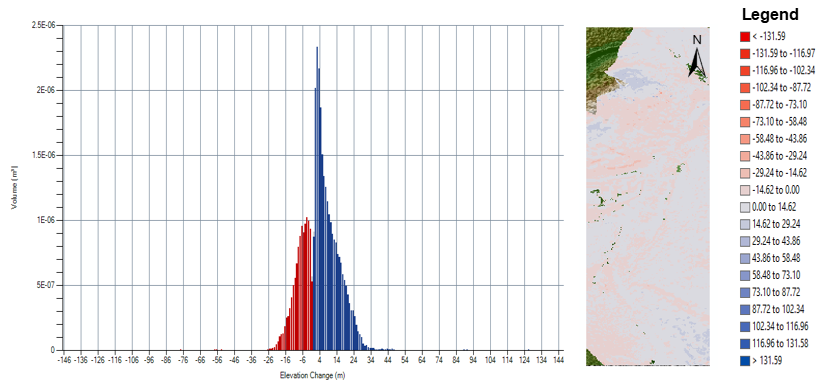 Legend
2.5E-06
2E-06
1.5E-06
1E-06
5E-07
0
Volume [m³]
-146 -136 -126 -116 -106 -96 -86 -76 -66 -56 -46 -36 -26 -16 -6 4 14 24 34 44 54 64 74 84 94 104 114 124 134 144
Elevation Change (m)
N
< -131.59
-131.59 to -116.97
-116.96 to -102.34
-102.34 to -87.72
-87.72 to -73.10
-73.10 to -58.48
-58.48 to -43.86
-43.86 to -29.24
-29.24 to -14.62
-14.62 to 0.00
0.00 to 14.62
14.62 to 29.24
29.24 to 43.86
43.86 to 58.48
58.48 to 73.10
73.10 to 87.72
87.72 to 102.34
102.34 to 116.96
116.96 to 131.58
> 131.59